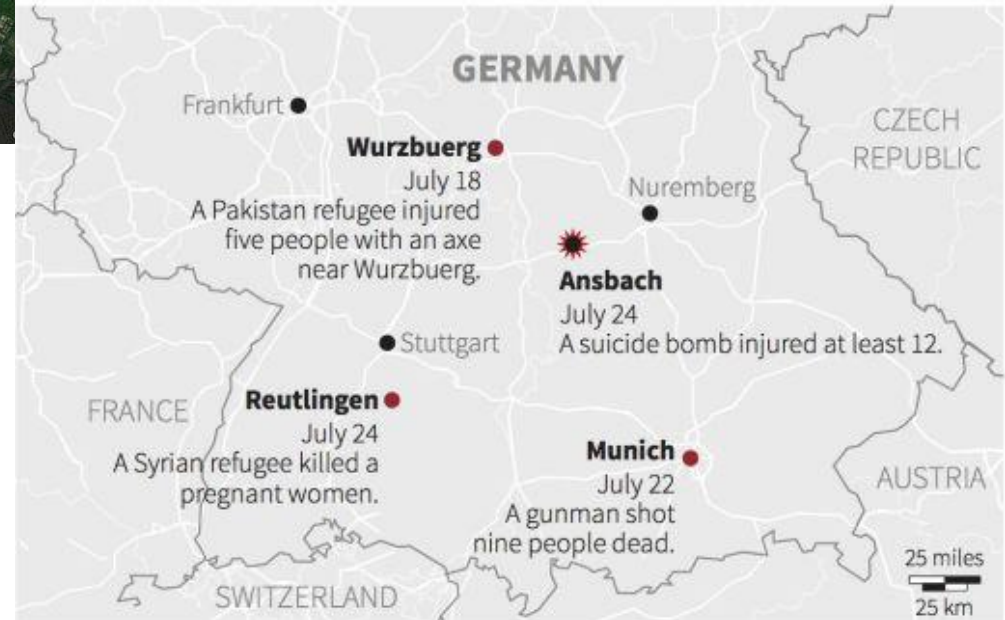 GERMANY
Frankfurt
CZECH
REPUBLIC
Wurzbuerg
July 18
A Pakistan refugee injured
five people with an axe
near Wurzbuerg.
Nuremberg
Ansbach
July 24
A suicide bomb injured at least 12.
Stuttgart
FRANCE
Reutlingen
July 24
A Syrian refugee killed a
pregnant women.
Munich
July 22
A gunman shot
nine people dead.
AUSTRIA
SWITZERLAND
25 miles
25 km